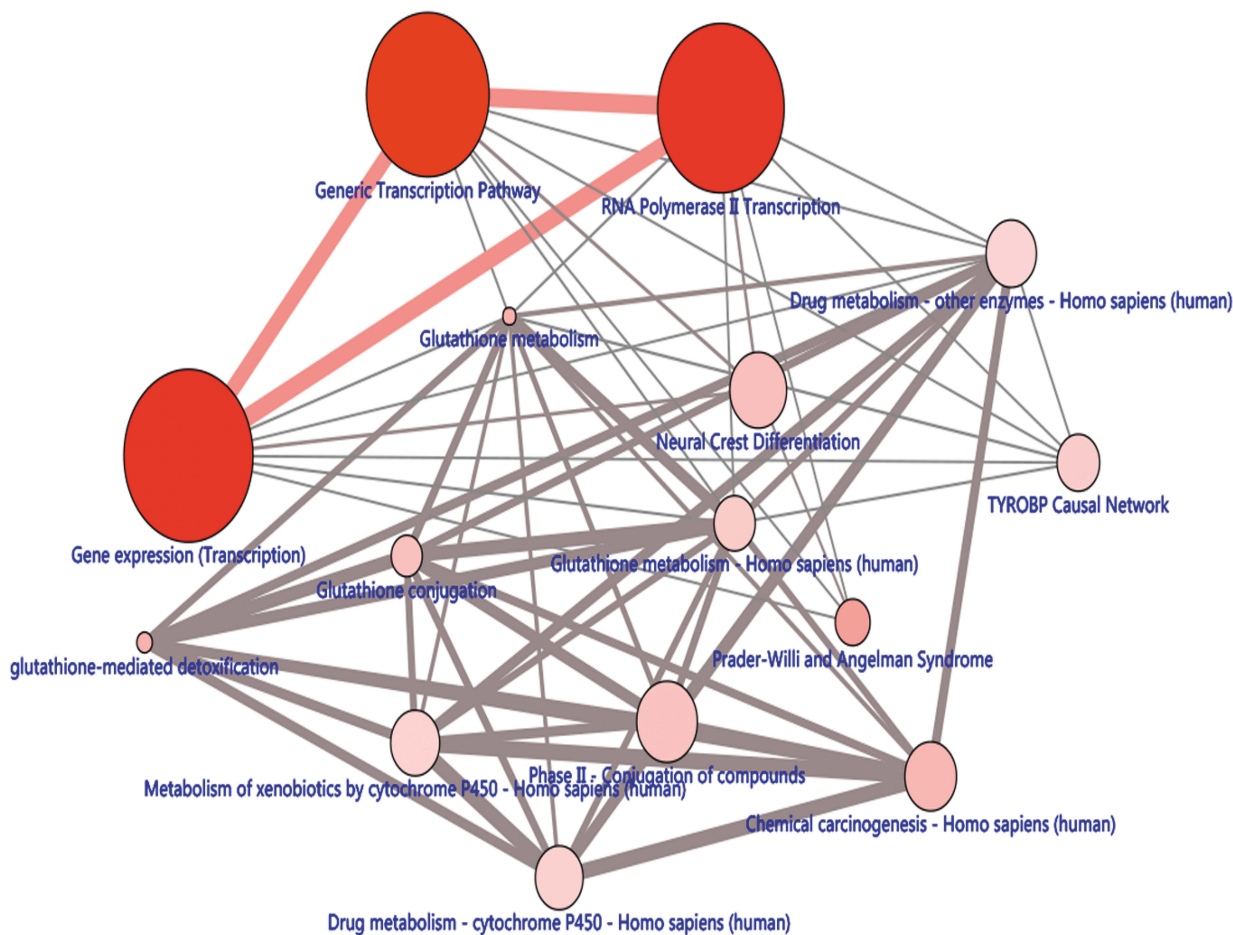 Generic Transcription Pathway
RNA Polymerase II Transcription
Drug metabolism - other enzymes - Homo sapiens (human)
Glutathione metabolism
Neural Crest Differentiation
TYROBP Causal Network
Gene expression (Transcription)
Glutathione metabolism - Homo sapiens (human)
Glutathione conjugation
Prader-Willi and Angelman Syndrome
glutathione-mediated detoxification
Phase II - Conjugation of compounds
Metabolism of xenobiotics by cytochrome P450 - Homo sapiens (human)
Chemical carcinogenesis - Homo sapiens (human)
Drug metabolism - cytochrome P450 - Homo sapiens (human)